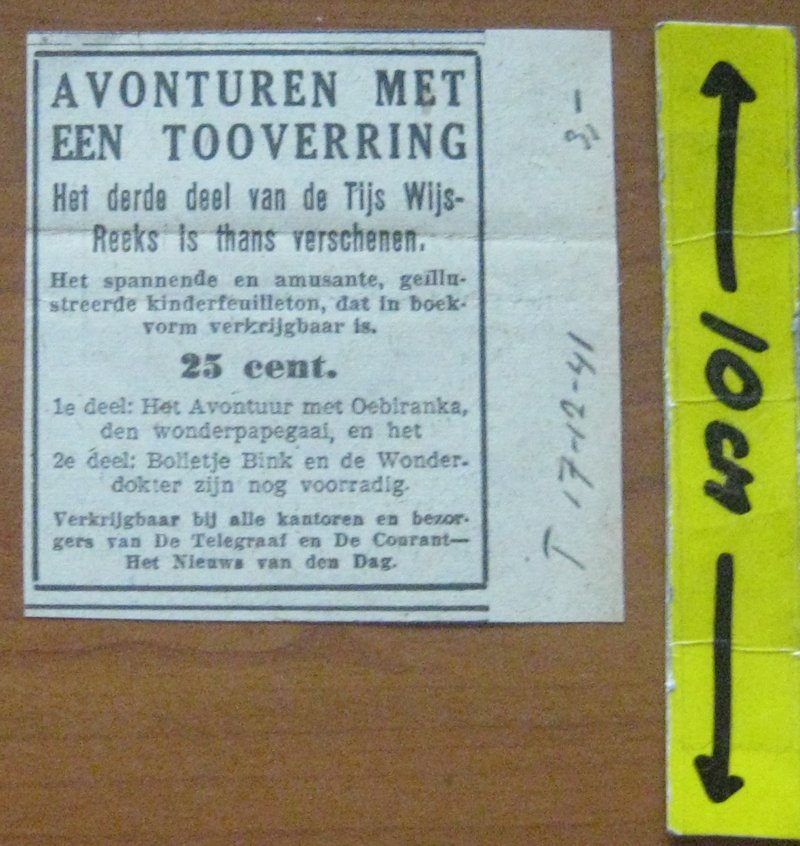 AVONTUREN MET
EEN TOOVERRING
Het derde deel van de Tijs Wijs-
Reeks is thans verschenen.
Het spannende en amusante, geïllu-
streerde kinderfeuilleton, dat in boek-
vorm verkrijgbaar is.
25 cent.
1e deel: Het Avontuur met Oebiranka,
den wonderpapegaai, en het
2e deel: Bolletje Bink en de Wonder-
dokter zijn nog voorradig.
Verkrijgbaar bij alle kantoren en bezor-
gers van De Telegraaf en De Courant—
Het Nieuws van den Dag.
T 17-12-41
10 cm